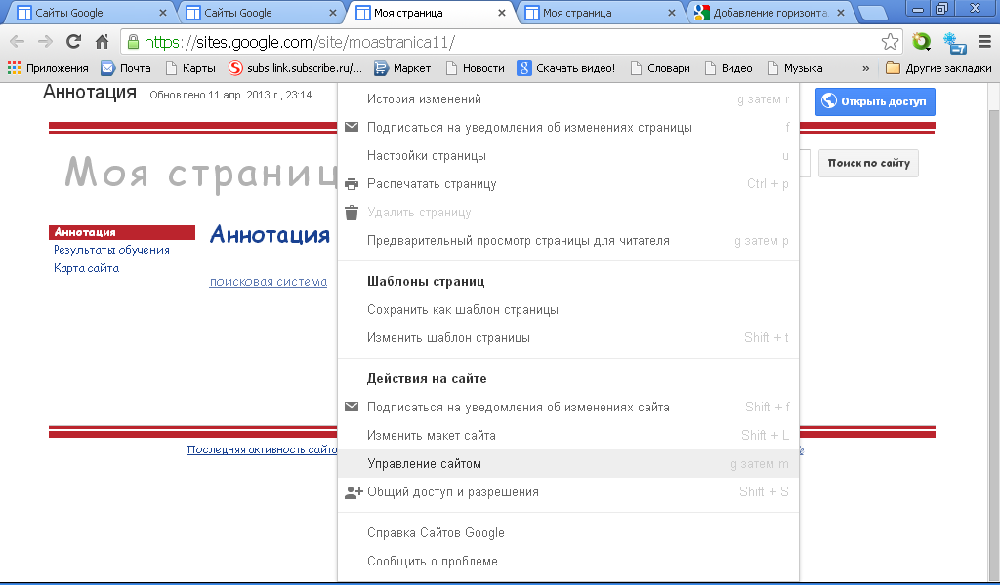 Сайты Google
Сайты Google
Моя страница
Моя страница
Добавление горизонта
https://sites.google.com/site/moastranica11/
Приложения
Почта
Карты
subs.link.subscribe.ru/...
Маркет
Новости
Скачать видео!
Словари
Видео
Музыка
»
Другие закладки
-7
Аннотация
Обновлено 11 апр. 2013 г., 23:14
Открыть доступ
Моя страниц
Поиск по сайту
Аннотация
Результаты обучения
Карта сайта
Аннотация
поисковая система
История изменений g затем r
Подписаться на уведомления об изменениях страницы f
Настройки страницы u
Распечатать страницу Ctrl + p
Удалить страницу
Предварительный просмотр страницы для читателя g затем p
Шаблоны страниц
Сохранить как шаблон страницы
Изменить шаблон страницы Shift + t
Действия на сайте
Подписаться на уведомления об изменениях сайта Shift + f
Изменить макет сайта Shift + L
Управление сайтом g затем m
Общий доступ и разрешения Shift + S
Справка Сайтов Google
Сообщить о проблеме
Последняя активность сайта